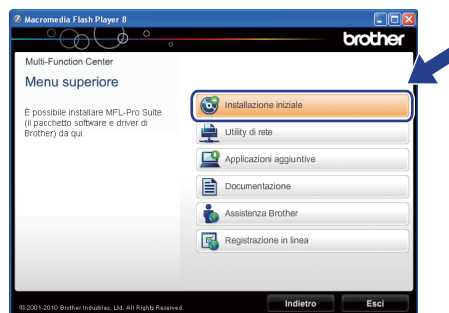 Macromedia Flash Player 8
brother
Multi-Function Center
Menu superiore
È possibile installare MFL-Pro Suite
(il pacchetto software e driver di
Brother) da qui.
Installazione iniziale
Utility di rete
Applicazioni aggiuntive
Documentazione
Assistenza Brother
Registrazione in linea
© 2001-2010 Brother Industries, Ltd. All Rights Reserved.
Indietro
Esci